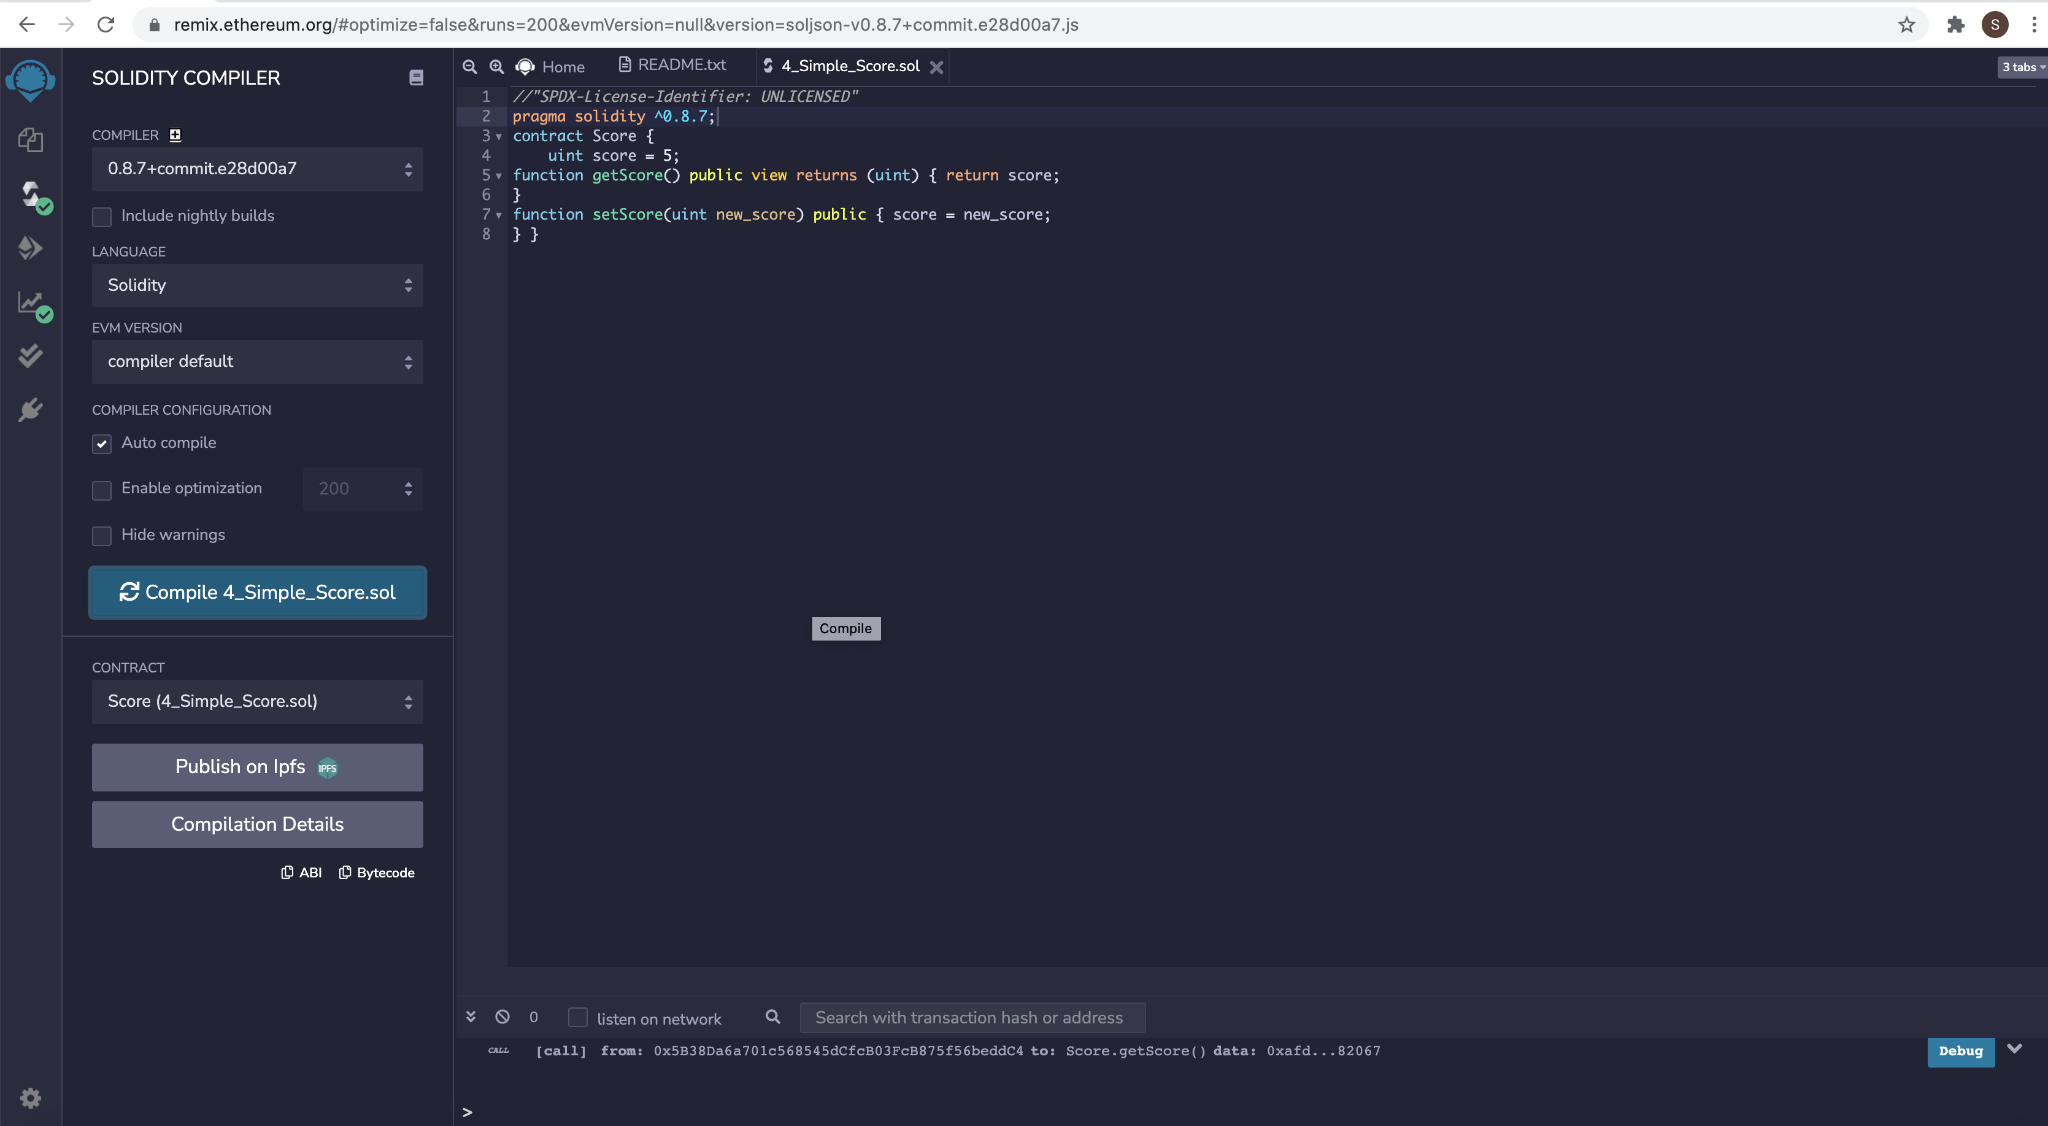 remix.ethereum.org/#optimize=false&runs=200&evmVersion=null&version=soljson-v0.8.7+commit.e28d00a7.js
S
SOLIDITY COMPILER
COMPILER
0.8.7+commit.e28d00a7
Include nightly builds
LANGUAGE
Solidity
EVM VERSION
compiler default
COMPILER CONFIGURATION
Auto compile
Enable optimization
200
Hide warnings
Compile 4_Simple_Score.sol
CONTRACT
Score (4_Simple_Score.sol)
Publish on Ipfs IPFS
Compilation Details
ABI Bytecode
Home README.txt 4_Simple_Score.sol
3 tabs
1 //"SPDX-License-Identifier: UNLICENSED"
2 pragma solidity ^0.8.7;
3 contract Score {
4 uint score = 5;
5 function getScore() public view returns (uint) { return score;
6 }
7 function setScore(uint new_score) public { score = new_score;
8 } }
Compile
0 listen on network Search with transaction hash or address
CALL [call] from: 0x5B38Da6a701c568545dCfcB03FcB875f56beddC4 to: Score.getScore() data: 0xafd...82067
Debug
>